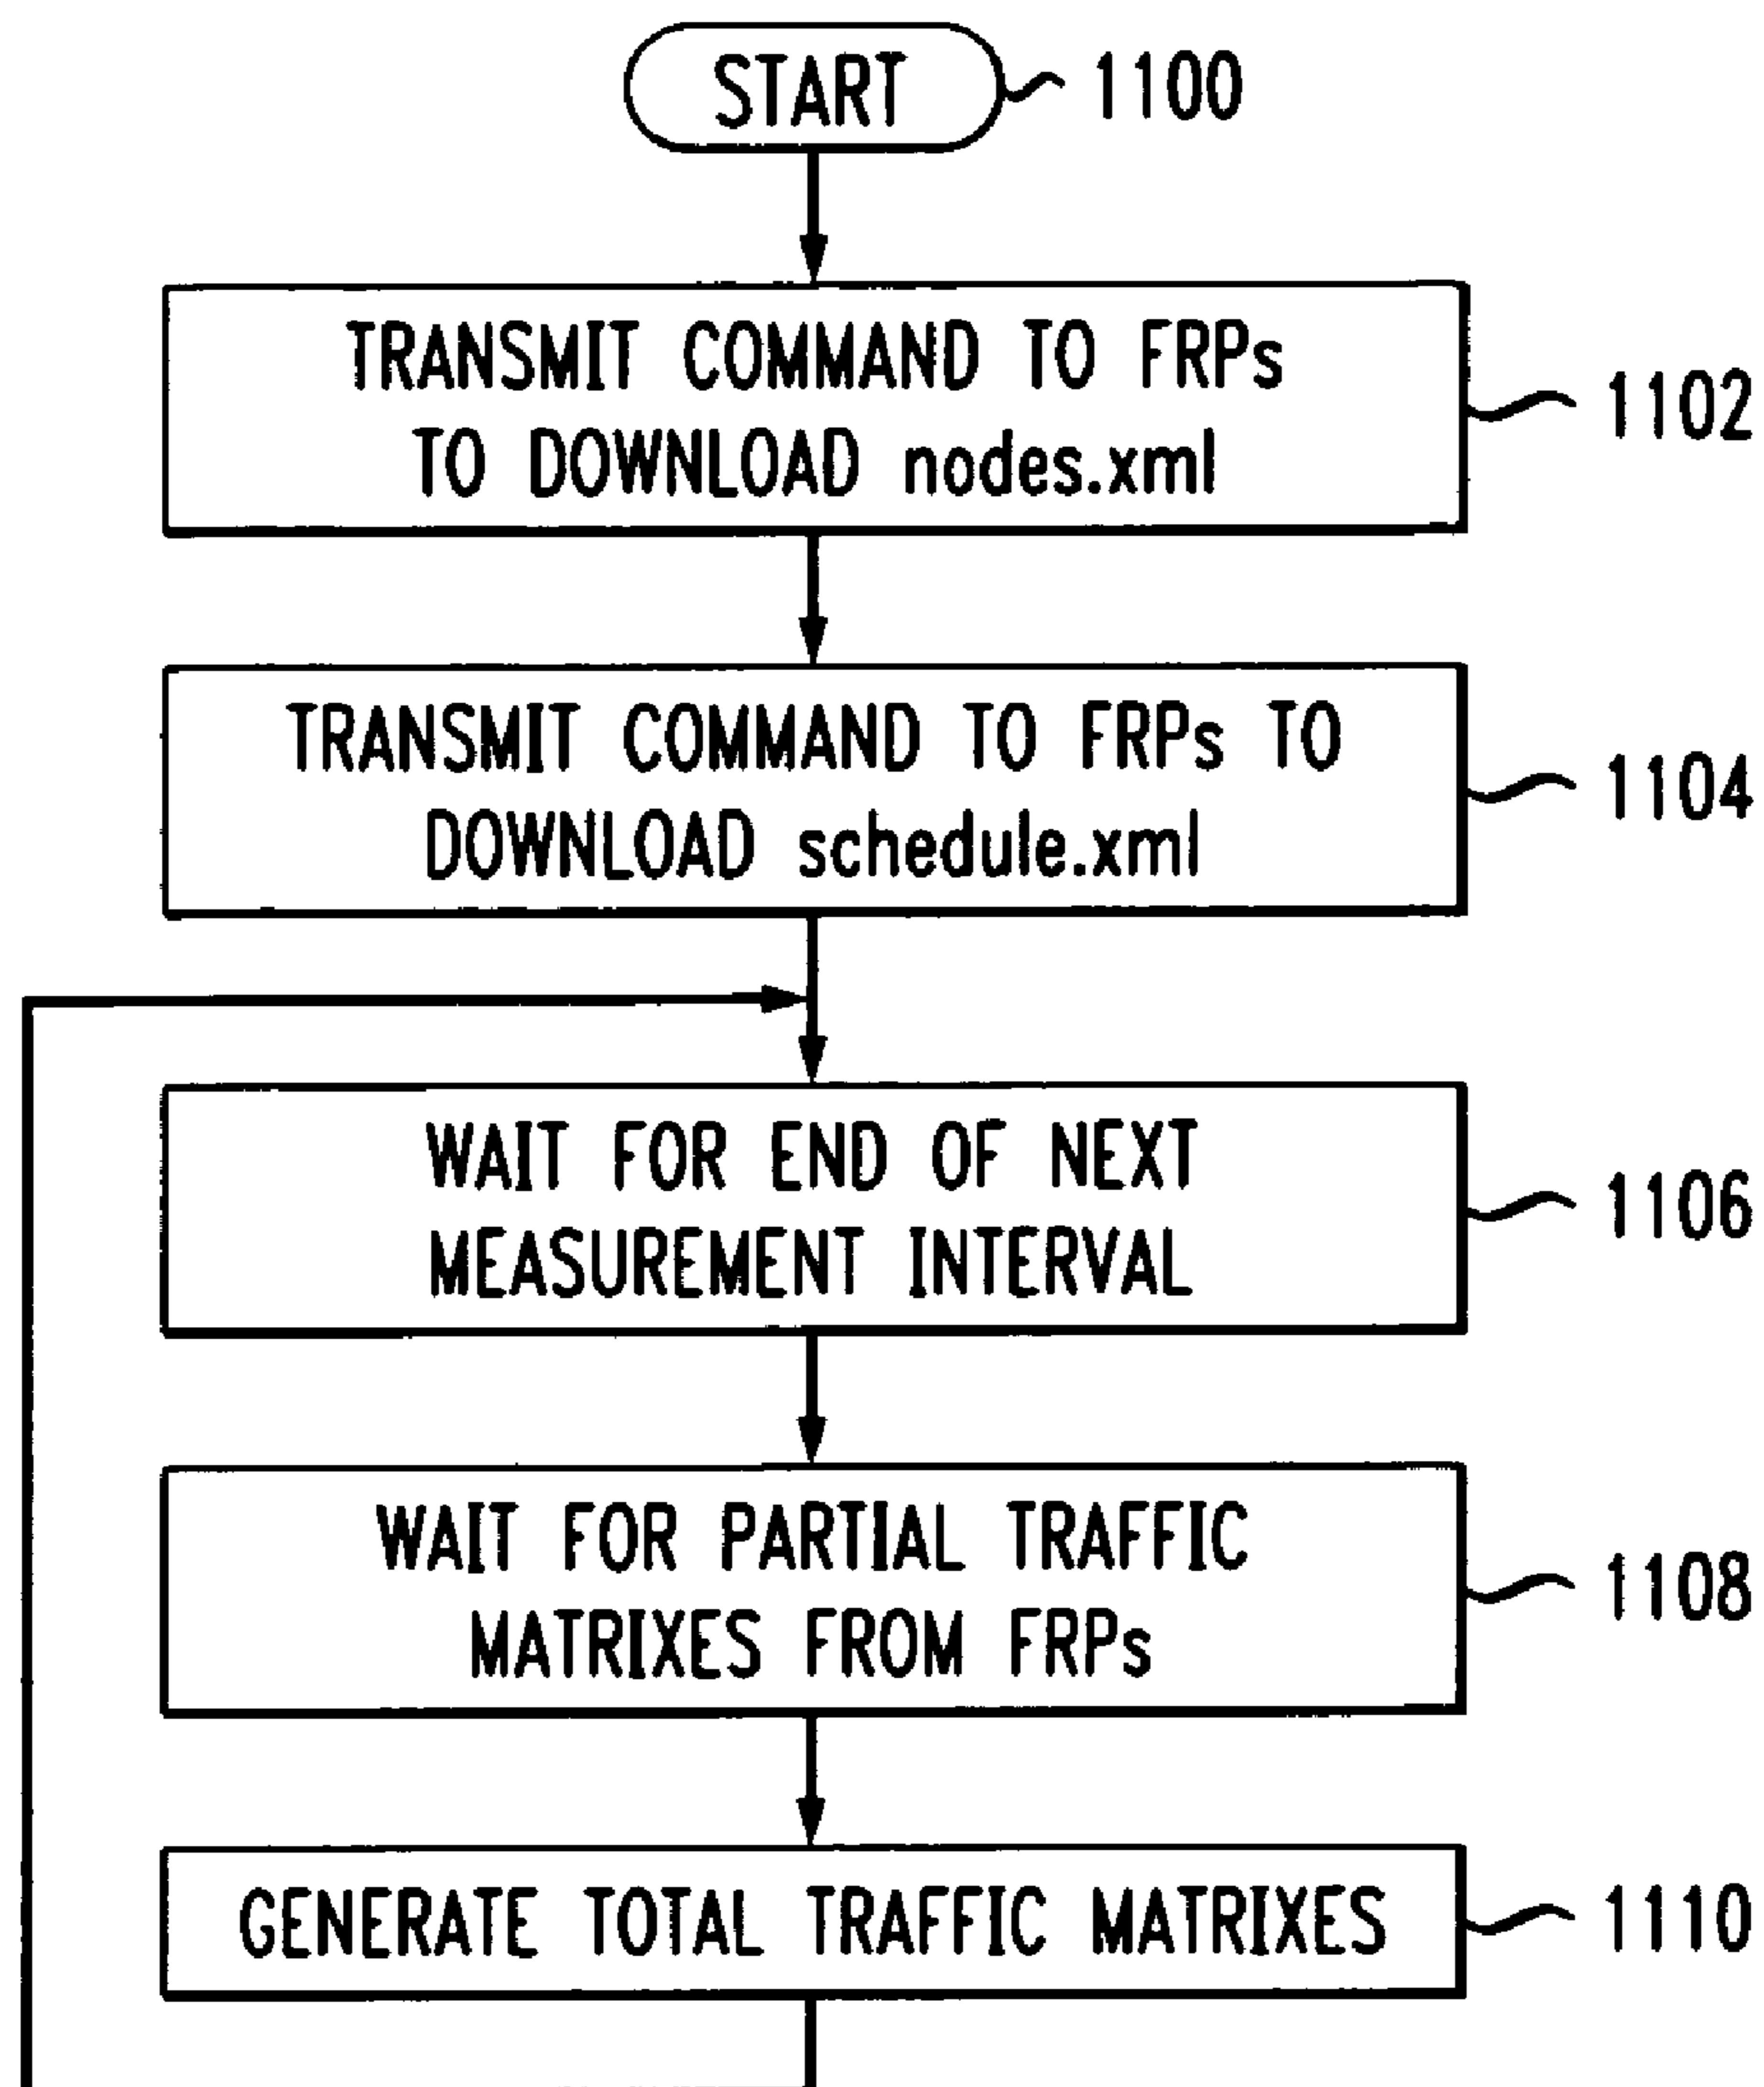 START
1100
TRANSMIT COMMAND TO FRPs
TO DOWNLOAD nodes.xml
1102
TRANSMIT COMMAND TO FRPs TO
DOWNLOAD schedule.xml
1104
WAIT FOR END OF NEXT
MEASUREMENT INTERVAL
1106
WAIT FOR PARTIAL TRAFFIC
MATRIXES FROM FRPs
1108
GENERATE TOTAL TRAFFIC MATRIXES
1110